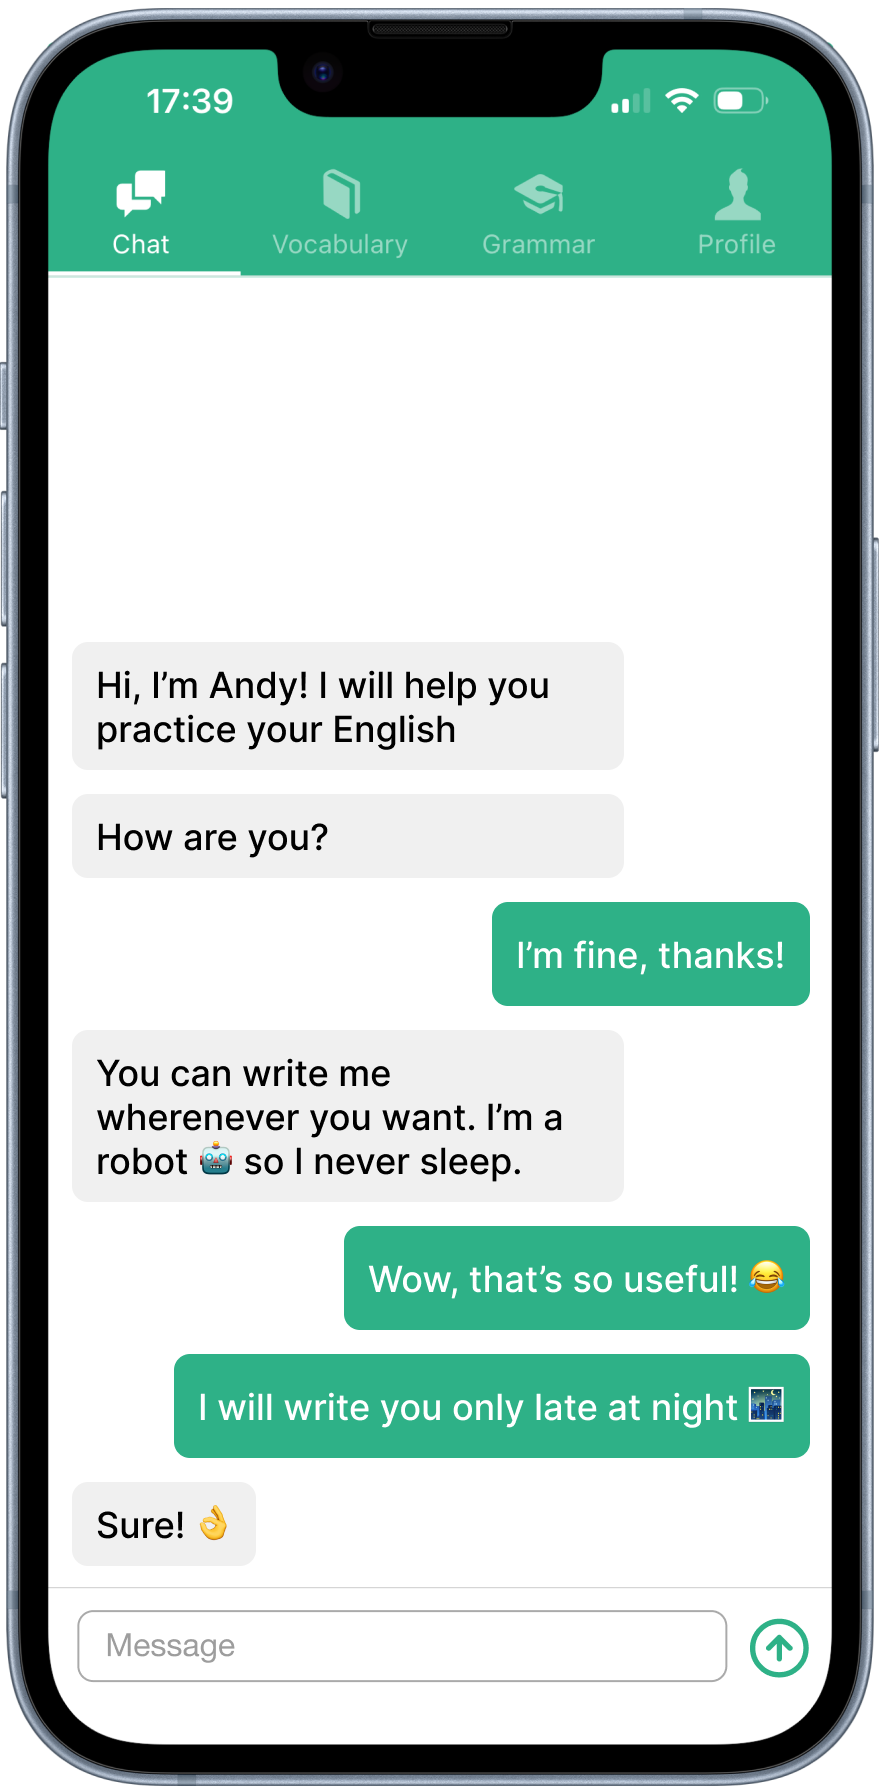 17:39
Chat
Vocabulary
Grammar
Profile
Hi, I’m Andy! I will help you
practice your English
How are you?
I’m fine, thanks!
You can write me
wherenever you want. I’m a
robot 🤖 so I never sleep.
Wow, that’s so useful! 😂
I will write you only late at night 🌃
Sure! 👌
Message